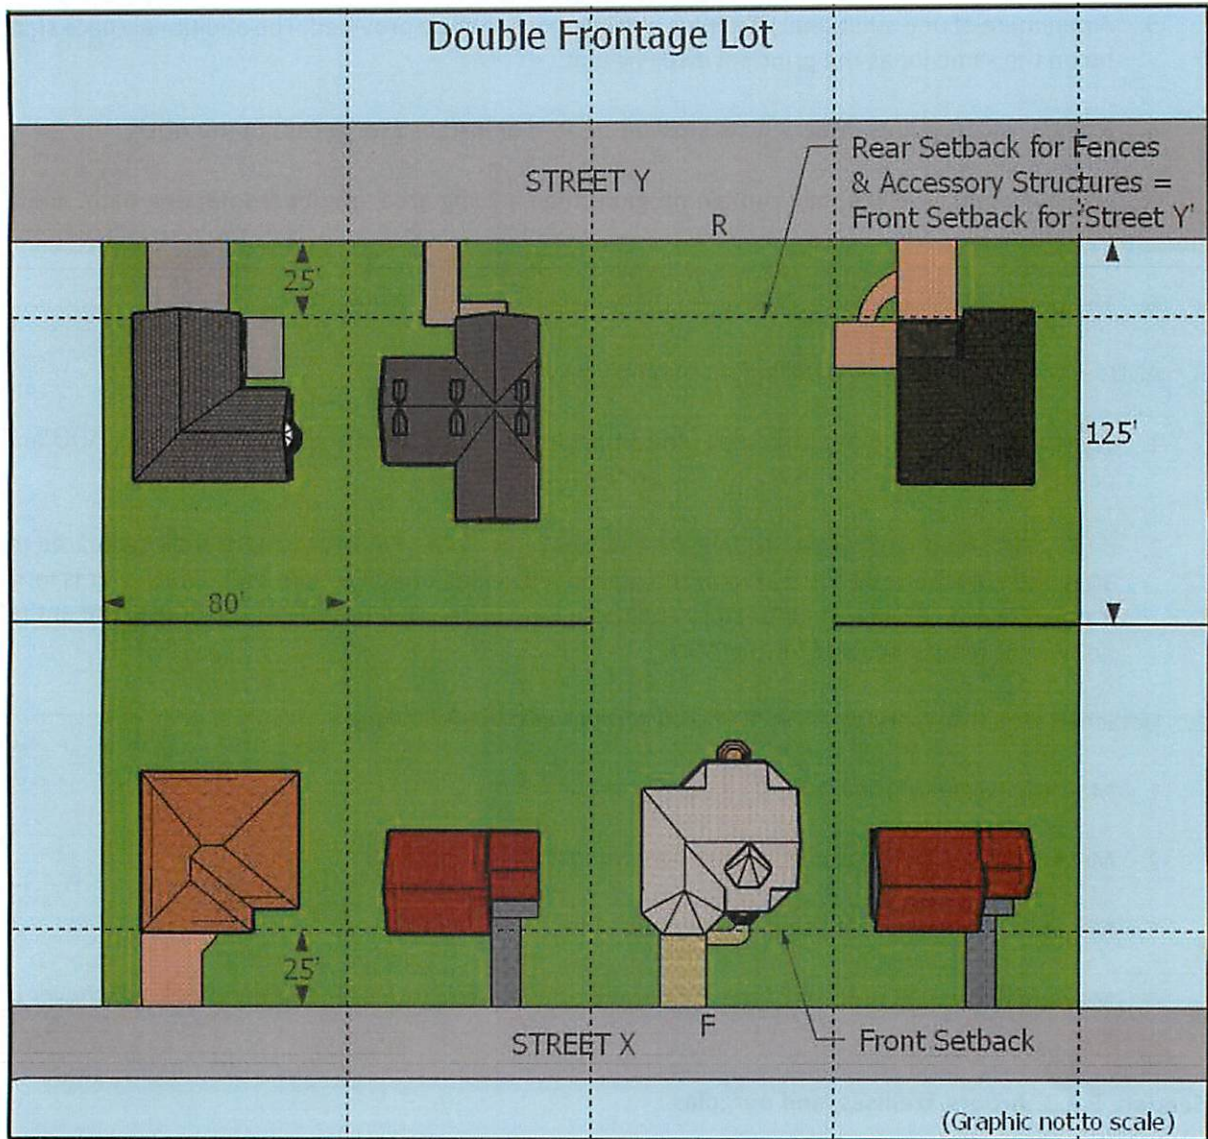 Double Frontage Lot
STREET Y
Rear Setback for Fences
& Accessory Structures =
Front Setback for 'Street Y'
R
25'
125'
80'
25'
F
STREET X
Front Setback
(Graphic not to scale)